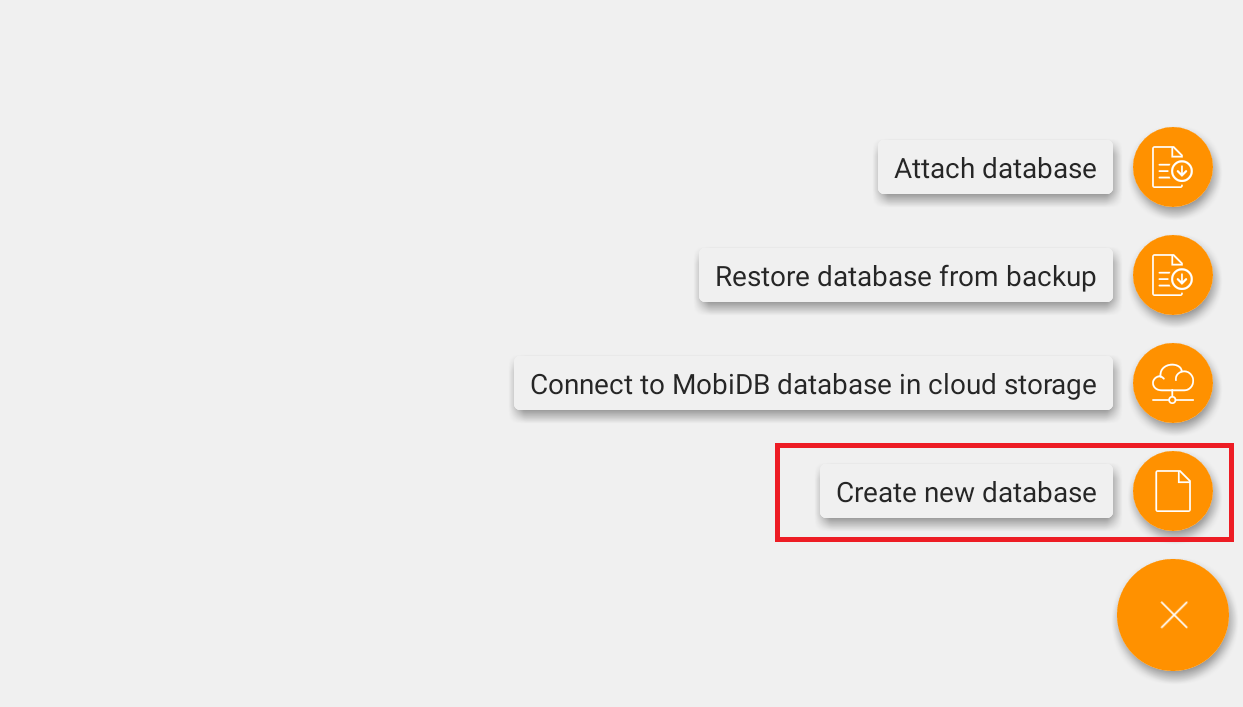 Attach database
Restore database from backup
Connect to MobiDB database in cloud storage
Create new database